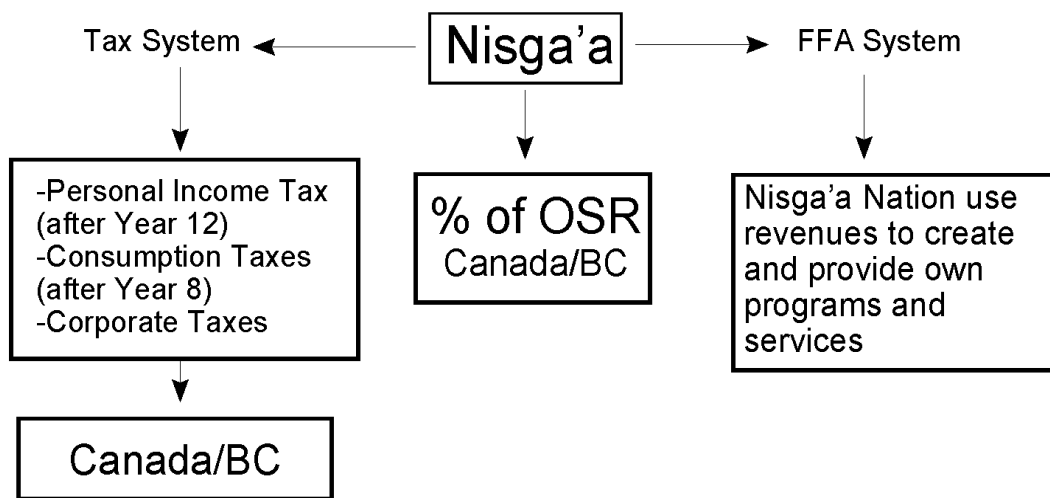 Tax System
Nisga'a
FFA System
-Personal Income Tax
(after Year 12)
-Consumption Taxes
(after Year 8)
-Corporate Taxes
% of OSR
Canada/BC
Nisga'a Nation use
revenues to create
and provide own
programs and
services
Canada/BC